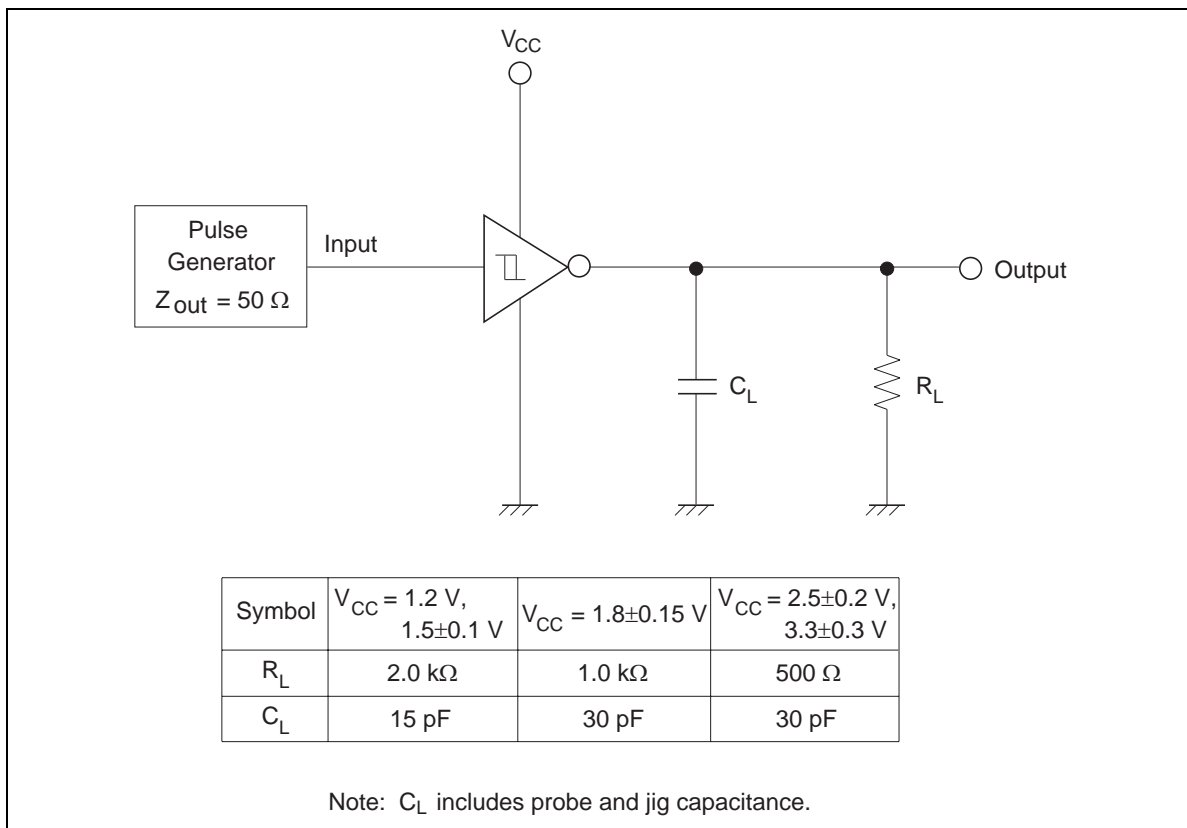 VCC
Pulse
Generator
Zout = 50 Ω
Input
Output
CL
RL
Symbol
VCC = 1.2 V,
1.5±0.1 V
VCC = 1.8±0.15 V
VCC = 2.5±0.2 V,
3.3±0.3 V
RL
2.0 kΩ
1.0 kΩ
500 Ω
CL
15 pF
30 pF
30 pF
Note: CL includes probe and jig capacitance.